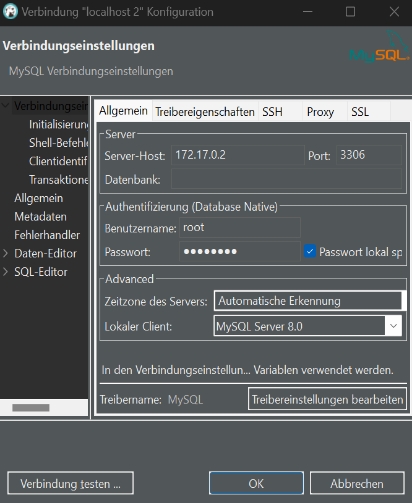 Verbindung "localhost 2" Konfiguration
Verbindungseinstellungen
MySQL Verbindungseinstellungen
MySQL
Verbindungsein
Initialisierun
Shell-Befehle
Clientidentif
Transaktione
Allgemein
Metadaten
Fehlerhandler
Daten-Editor
SQL-Editor
Allgemein Treibereigenschaften SSH Proxy SSL
Server
Server-Host: 172.17.0.2 Port: 3306
Datenbank:
Authentifizierung (Database Native)
Benutzername: root
Passwort: ●●●●●●●● Passwort lokal sp
Advanced
Zeitzone des Servers: Automatische Erkennung
Lokaler Client: MySQL Server 8.0
In den Verbindungseinstellun... Variablen verwendet werden.
Treibername: MySQL Treibereinstellungen bearbeiten
Verbindung testen ... OK Abbrechen